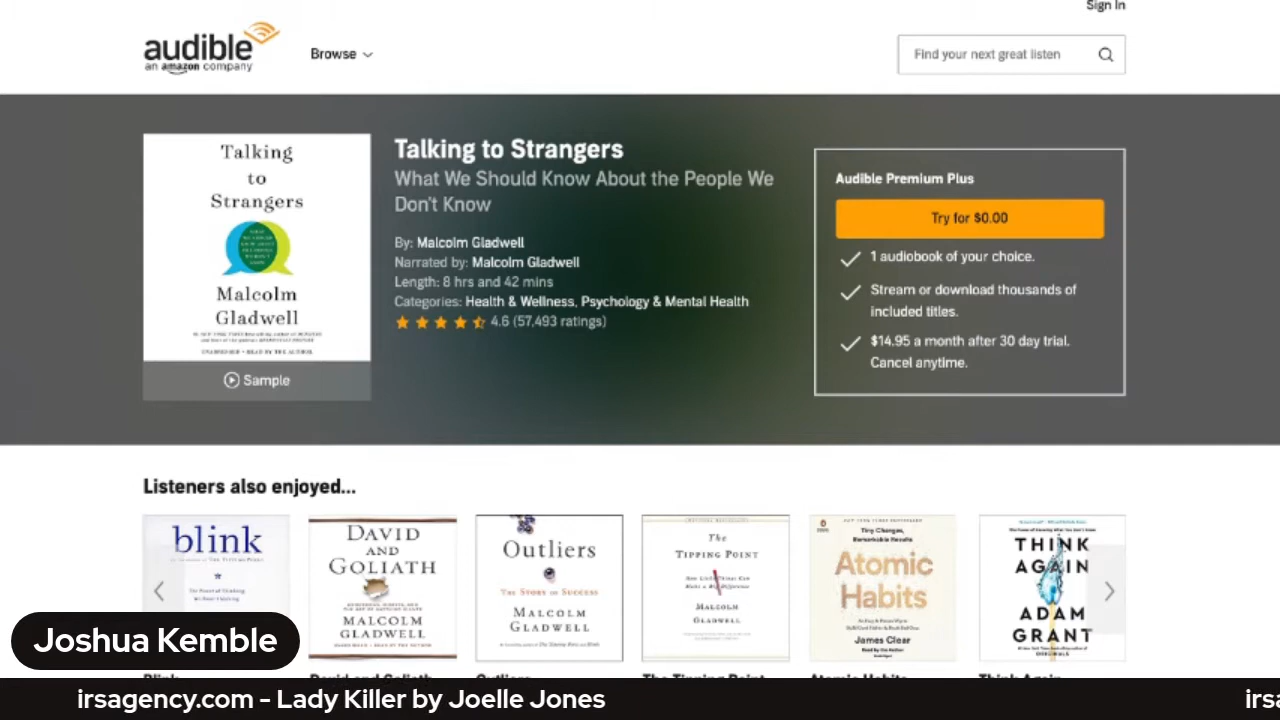 Sign In
audible
an amazon company
Browse
Find your next great listen
Talking
to
Strangers
Malcolm
Gladwell
Sample
Talking to Strangers
What We Should Know About the People We
Don't Know
By: Malcolm Gladwell
Narrated by: Malcolm Gladwell
Length: 8 hrs and 42 mins
Categories: Health & Wellness, Psychology & Mental Health
4.6 (57,493 ratings)
Audible Premium Plus
Try for $0.00
1 audiobook of your choice.
Stream or download thousands of
included titles.
$14.95 a month after 30 day trial.
Cancel anytime.
Listeners also enjoyed...
blink
DAVID
AND
GOLIATH
MALCOLM
GLADWELL
Outliers
THE STORY OF SUCCESS
MALCOLM
GLADWELL
The
TIPPING POINT
MALCOLM
GLADWELL
Tiny Changes,
Remarkable Results
Atomic
Habits
James Clear
THINK
AGAIN
ADAM
GRANT
Joshua Kemble
irsagency.com - Lady Killer by Joelle Jones
irsa